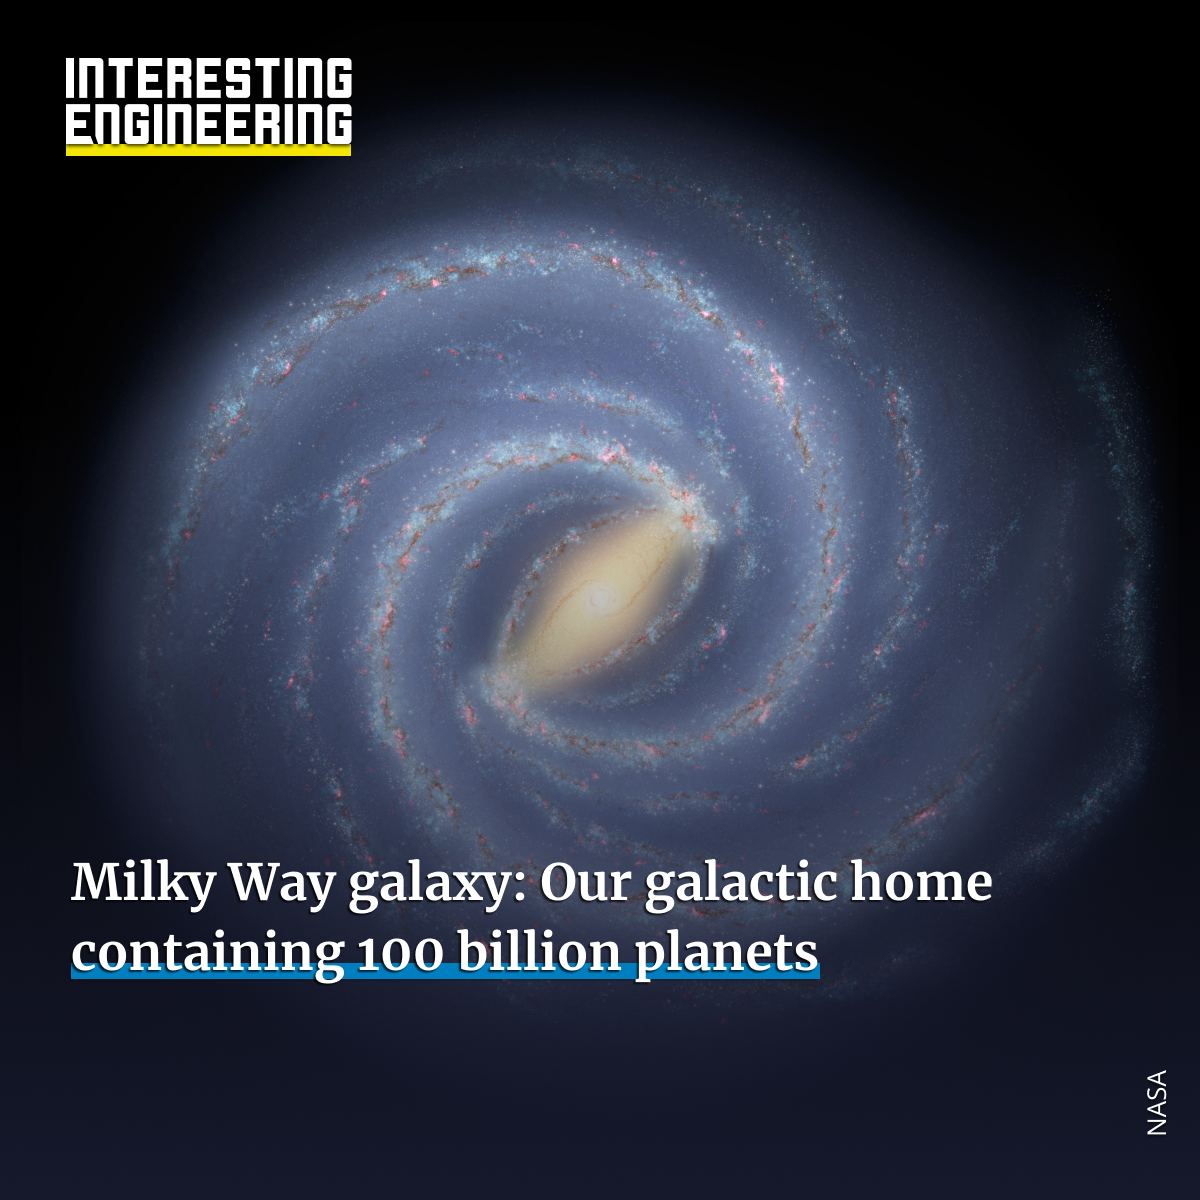 INTERESTING
ENGINEERING
Milky Way galaxy: Our galactic home
containing 100 billion planets
NASA